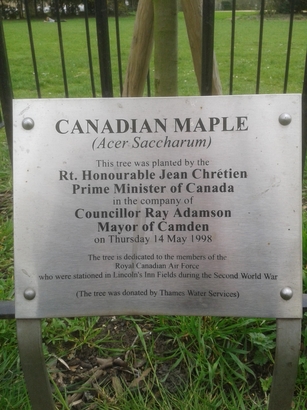 CANADIAN MAPLE
(Acer Saccharum)
This tree was planted by the
Rt. Honourable Jean Chrétien
Prime Minister of Canada
in the company of
Councillor Ray Adamson
Mayor of Camden
on Thursday 14 May 1998
The tree is dedicated to the members of the
Royal Canadian Air Force
who were stationed in Lincoln's Inn Fields during the Second World War
(The tree was donated by Thames Water Services)